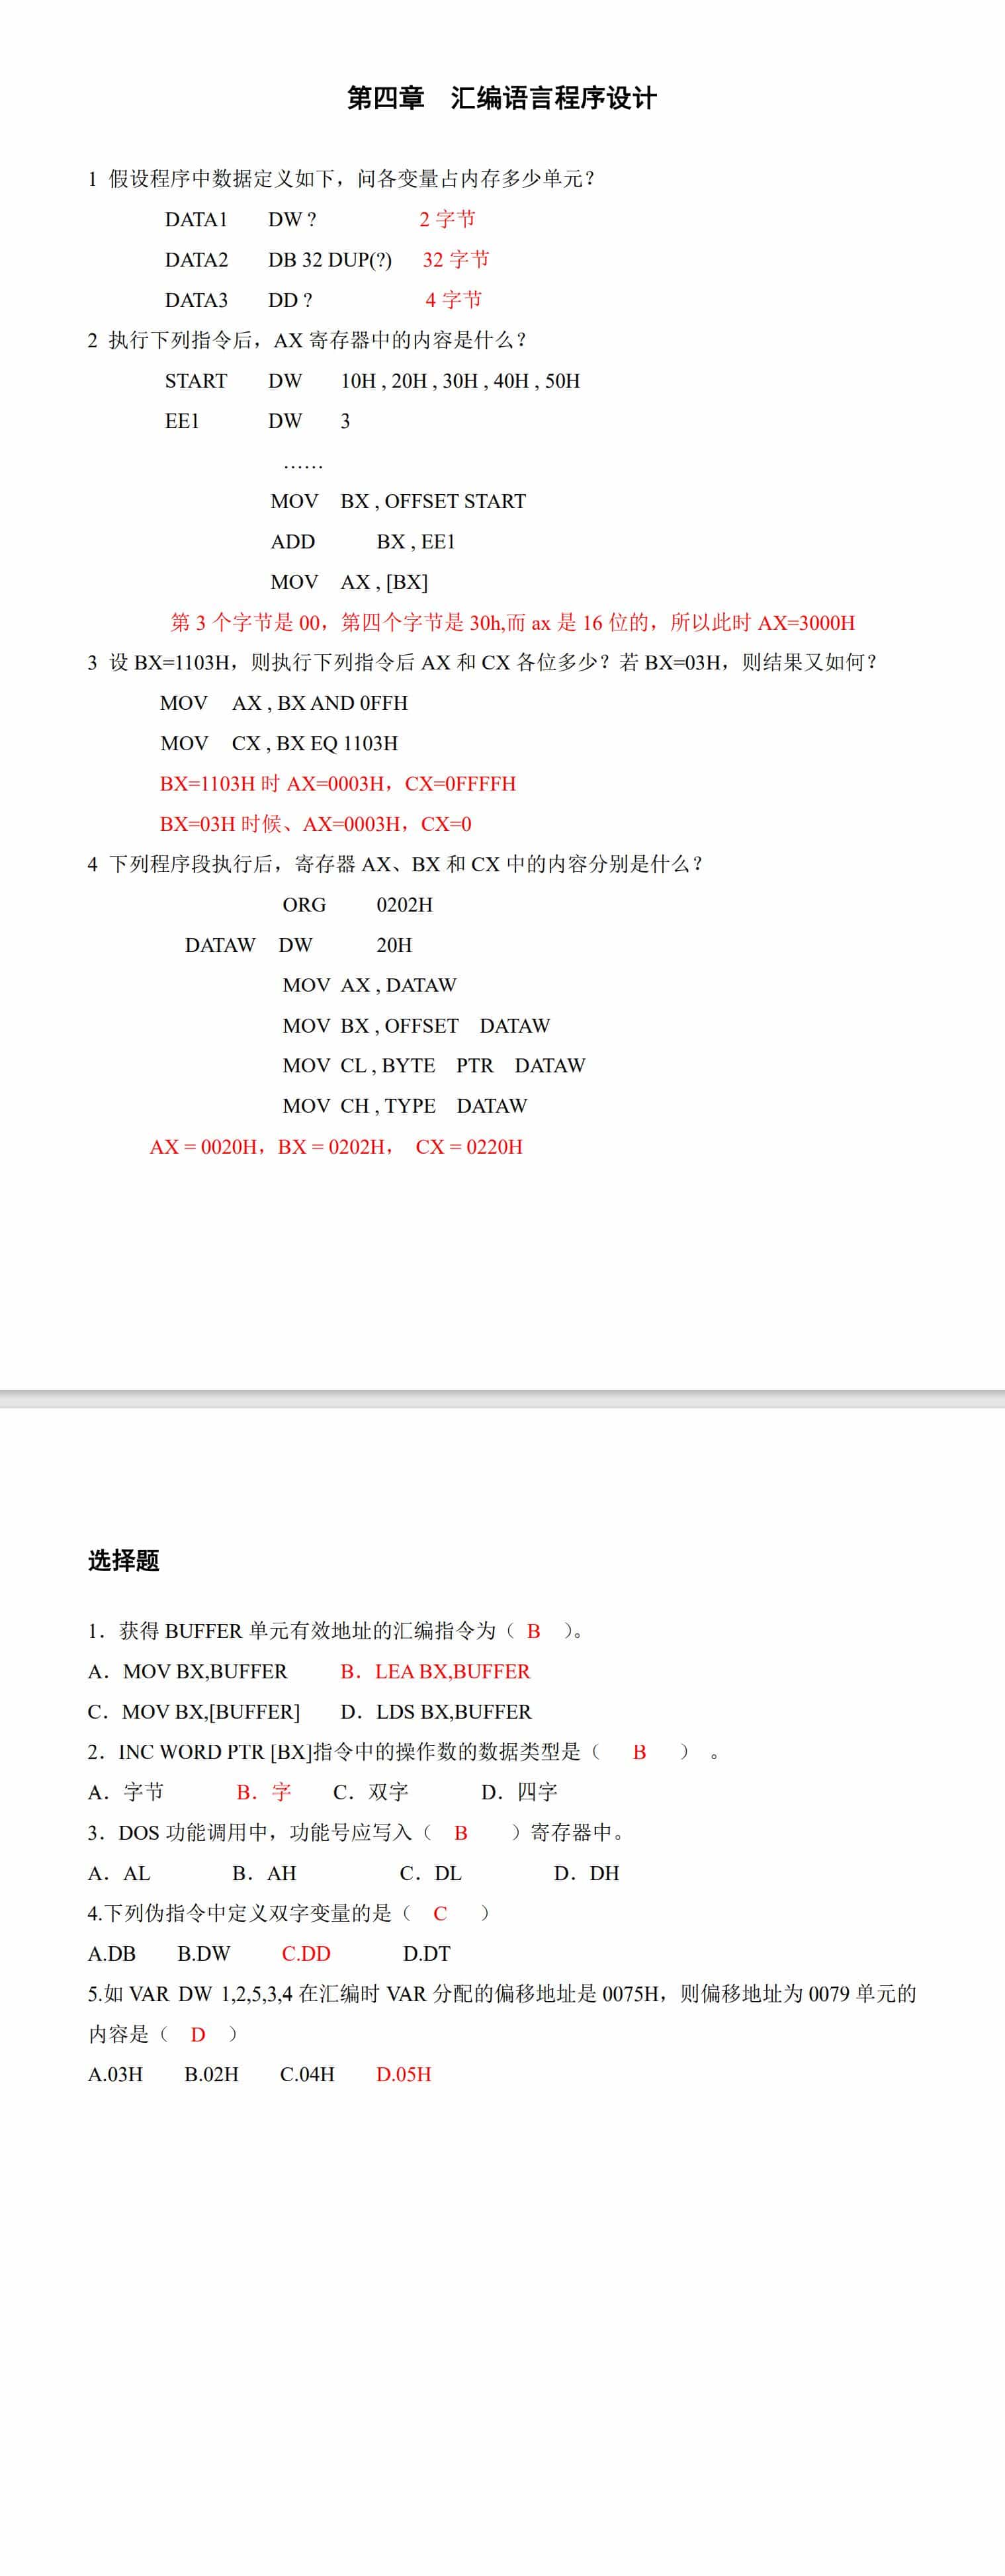 第四章 汇编语言程序设计
1 假设程序中数据定义如下，问各变量占内存多少单元？
DATA1 DW ? 2 字节
DATA2 DB 32 DUP(?) 32 字节
DATA3 DD ? 4 字节
2 执行下列指令后，AX 寄存器中的内容是什么？
START DW 10H , 20H , 30H , 40H , 50H
EE1 DW 3
……
MOV BX , OFFSET START
ADD BX , EE1
MOV AX , [BX]
第 3 个字节是 00，第四个字节是 30h,而 ax 是 16 位的，所以此时 AX=3000H
3 设 BX=1103H，则执行下列指令后 AX 和 CX 各位多少？若 BX=03H，则结果又如何？
MOV AX , BX AND 0FFH
MOV CX , BX EQ 1103H
BX=1103H 时 AX=0003H，CX=0FFFFH
BX=03H 时候、AX=0003H，CX=0
4 下列程序段执行后，寄存器 AX、BX 和 CX 中的内容分别是什么？
ORG 0202H
DATAW DW 20H
MOV AX , DATAW
MOV BX , OFFSET DATAW
MOV CL , BYTE PTR DATAW
MOV CH , TYPE DATAW
AX = 0020H，BX = 0202H， CX = 0220H
选择题
1．获得 BUFFER 单元有效地址的汇编指令为（ B ）。
A．MOV BX,BUFFER B．LEA BX,BUFFER
C．MOV BX,[BUFFER] D．LDS BX,BUFFER
2．INC WORD PTR [BX]指令中的操作数的数据类型是（ B ） 。
A．字节 B．字 C．双字 D．四字
3．DOS 功能调用中，功能号应写入（ B ）寄存器中。
A．AL B．AH C．DL D．DH
4.下列伪指令中定义双字变量的是（ C ）
A.DB B.DW C.DD D.DT
5.如 VAR DW 1,2,5,3,4 在汇编时 VAR 分配的偏移地址是 0075H，则偏移地址为 0079 单元的
内容是（ D ）
A.03H B.02H C.04H D.05H